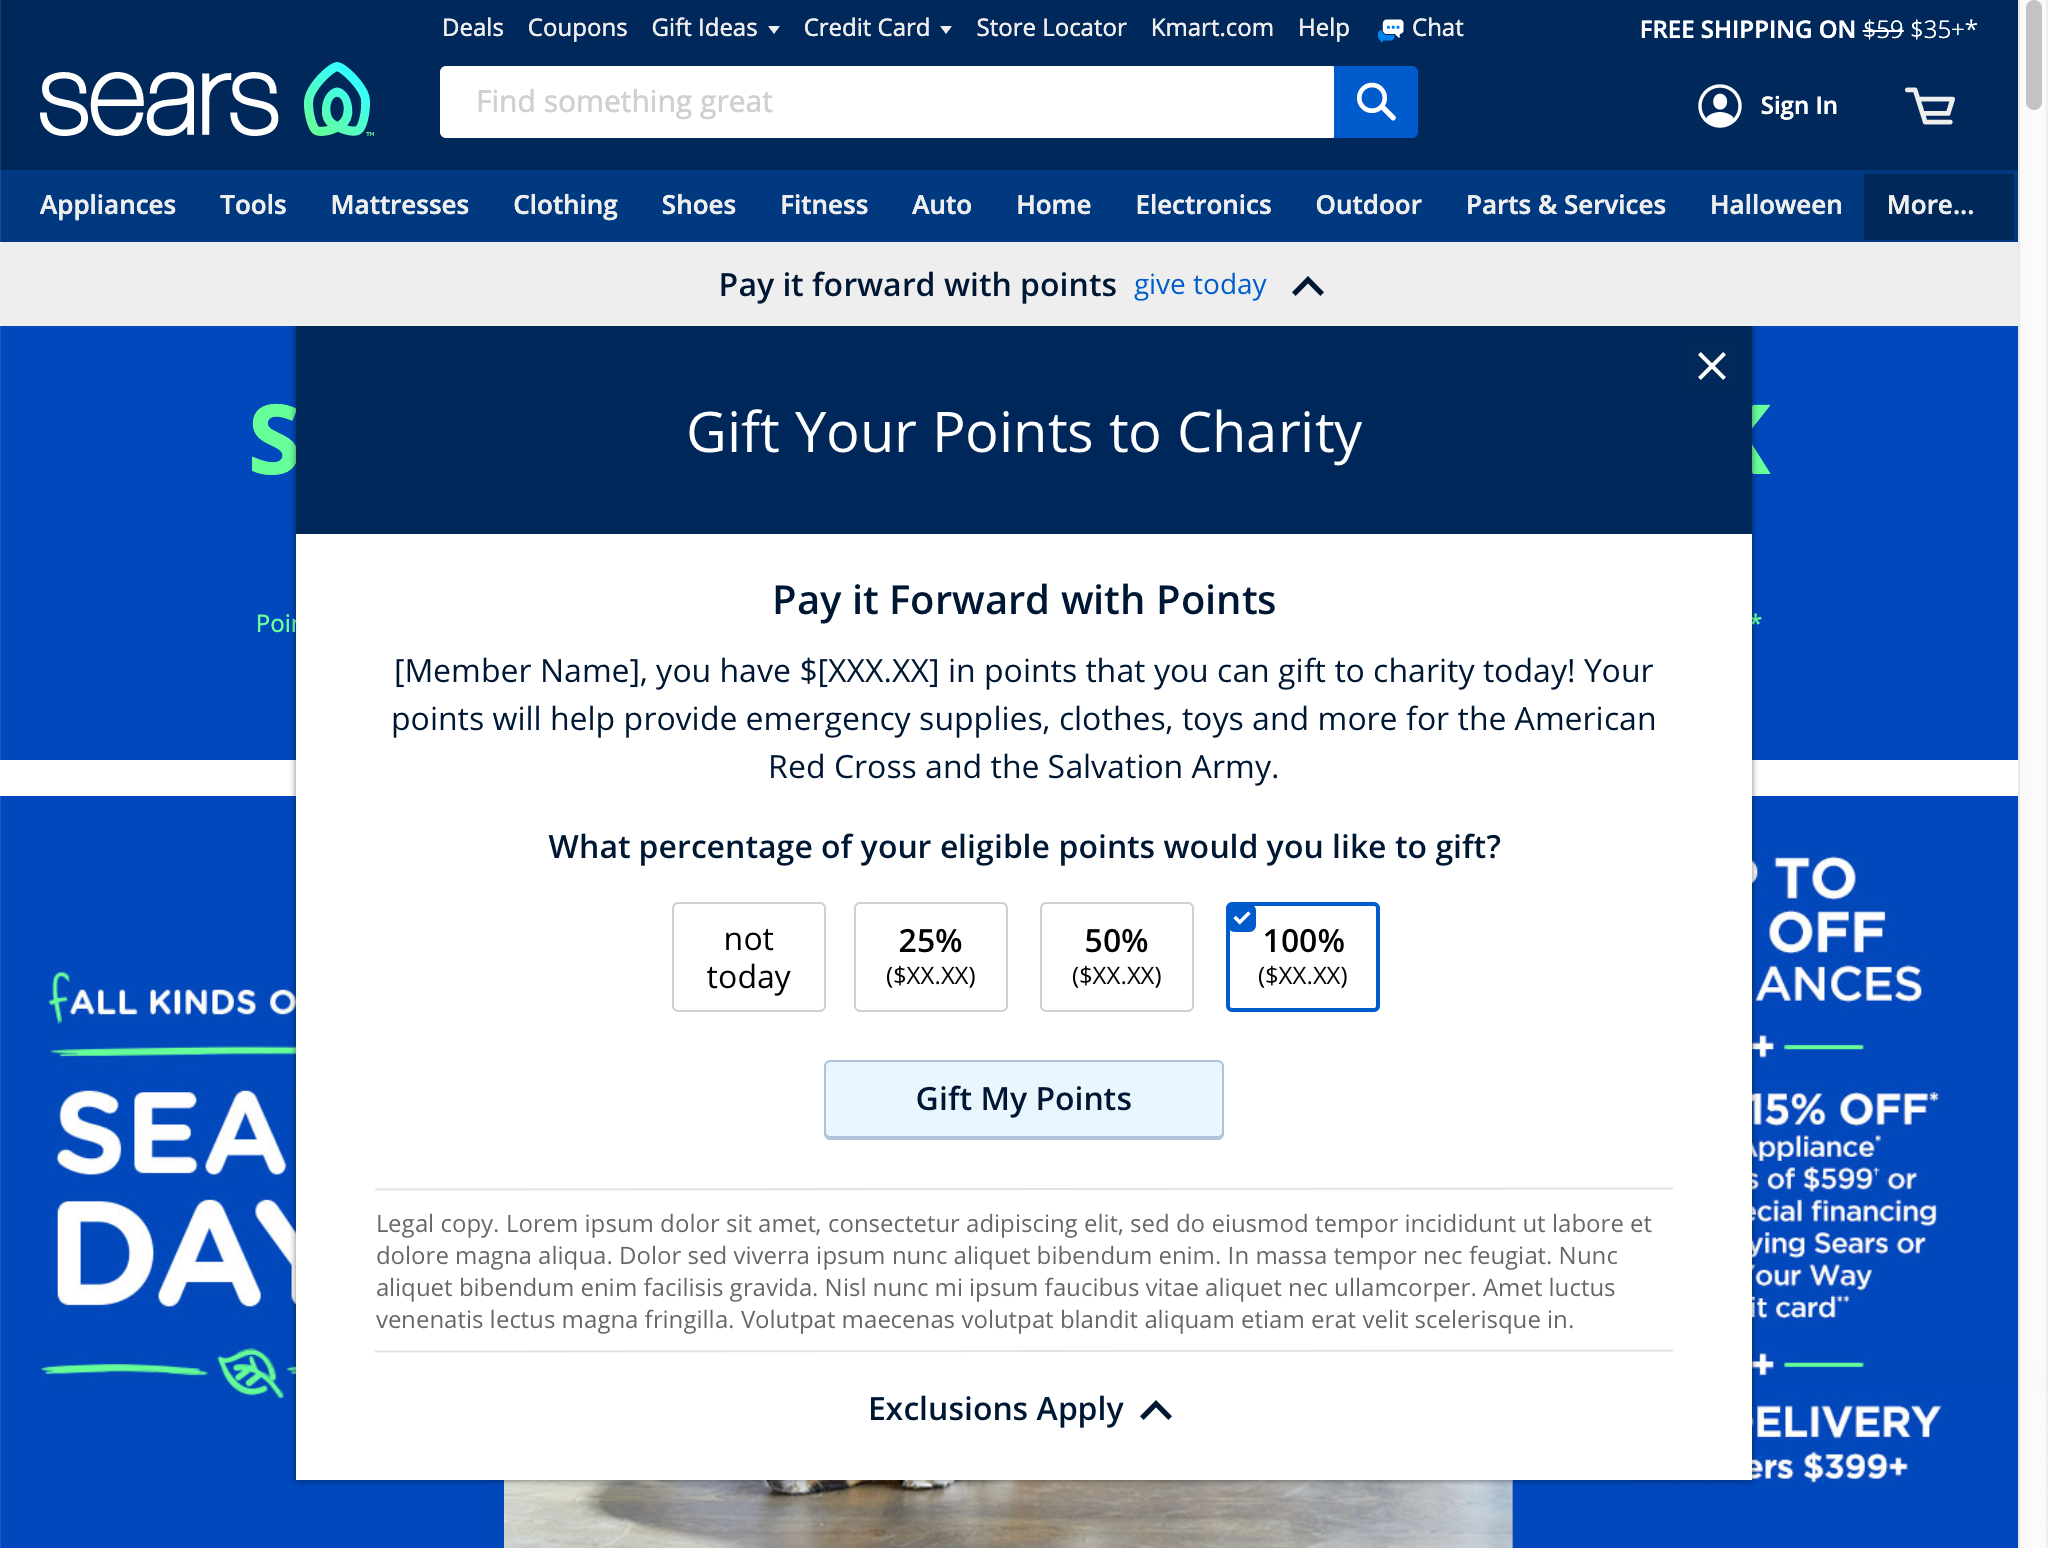 Deals Coupons Gift Ideas Credit Card Store Locator Kmart.com Help Chat
FREE SHIPPING ON $59 $35+*
sears ™
Find something great
Sign In
Appliances Tools Mattresses Clothing Shoes Fitness Auto Home Electronics Outdoor Parts & Services Halloween More...
Pay it forward with points give today
Gift Your Points to Charity
Pay it Forward with Points
[Member Name], you have $[XXX.XX] in points that you can gift to charity today! Your
points will help provide emergency supplies, clothes, toys and more for the American
Red Cross and the Salvation Army.
What percentage of your eligible points would you like to gift?
not
today
25%
($XX.XX)
50%
($XX.XX)
100%
($XX.XX)
Gift My Points
Legal copy. Lorem ipsum dolor sit amet, consectetur adipiscing elit, sed do eiusmod tempor incididunt ut labore et
dolore magna aliqua. Dolor sed viverra ipsum nunc aliquet bibendum enim. In massa tempor nec feugiat. Nunc
aliquet bibendum enim facilisis gravida. Nisl nunc mi ipsum faucibus vitae aliquet nec ullamcorper. Amet luctus
venenatis lectus magna fringilla. Volutpat maecenas volutpat blandit aliquam etiam erat velit scelerisque in.
Exclusions Apply
fALL KINDS O
SEA
DAY
TO
OFF
ANCES
+
15% OFF*
ppliance*
s of $599† or
ecial financing
ying Sears or
our Way
it card**
+
ELIVERY
ers $399+